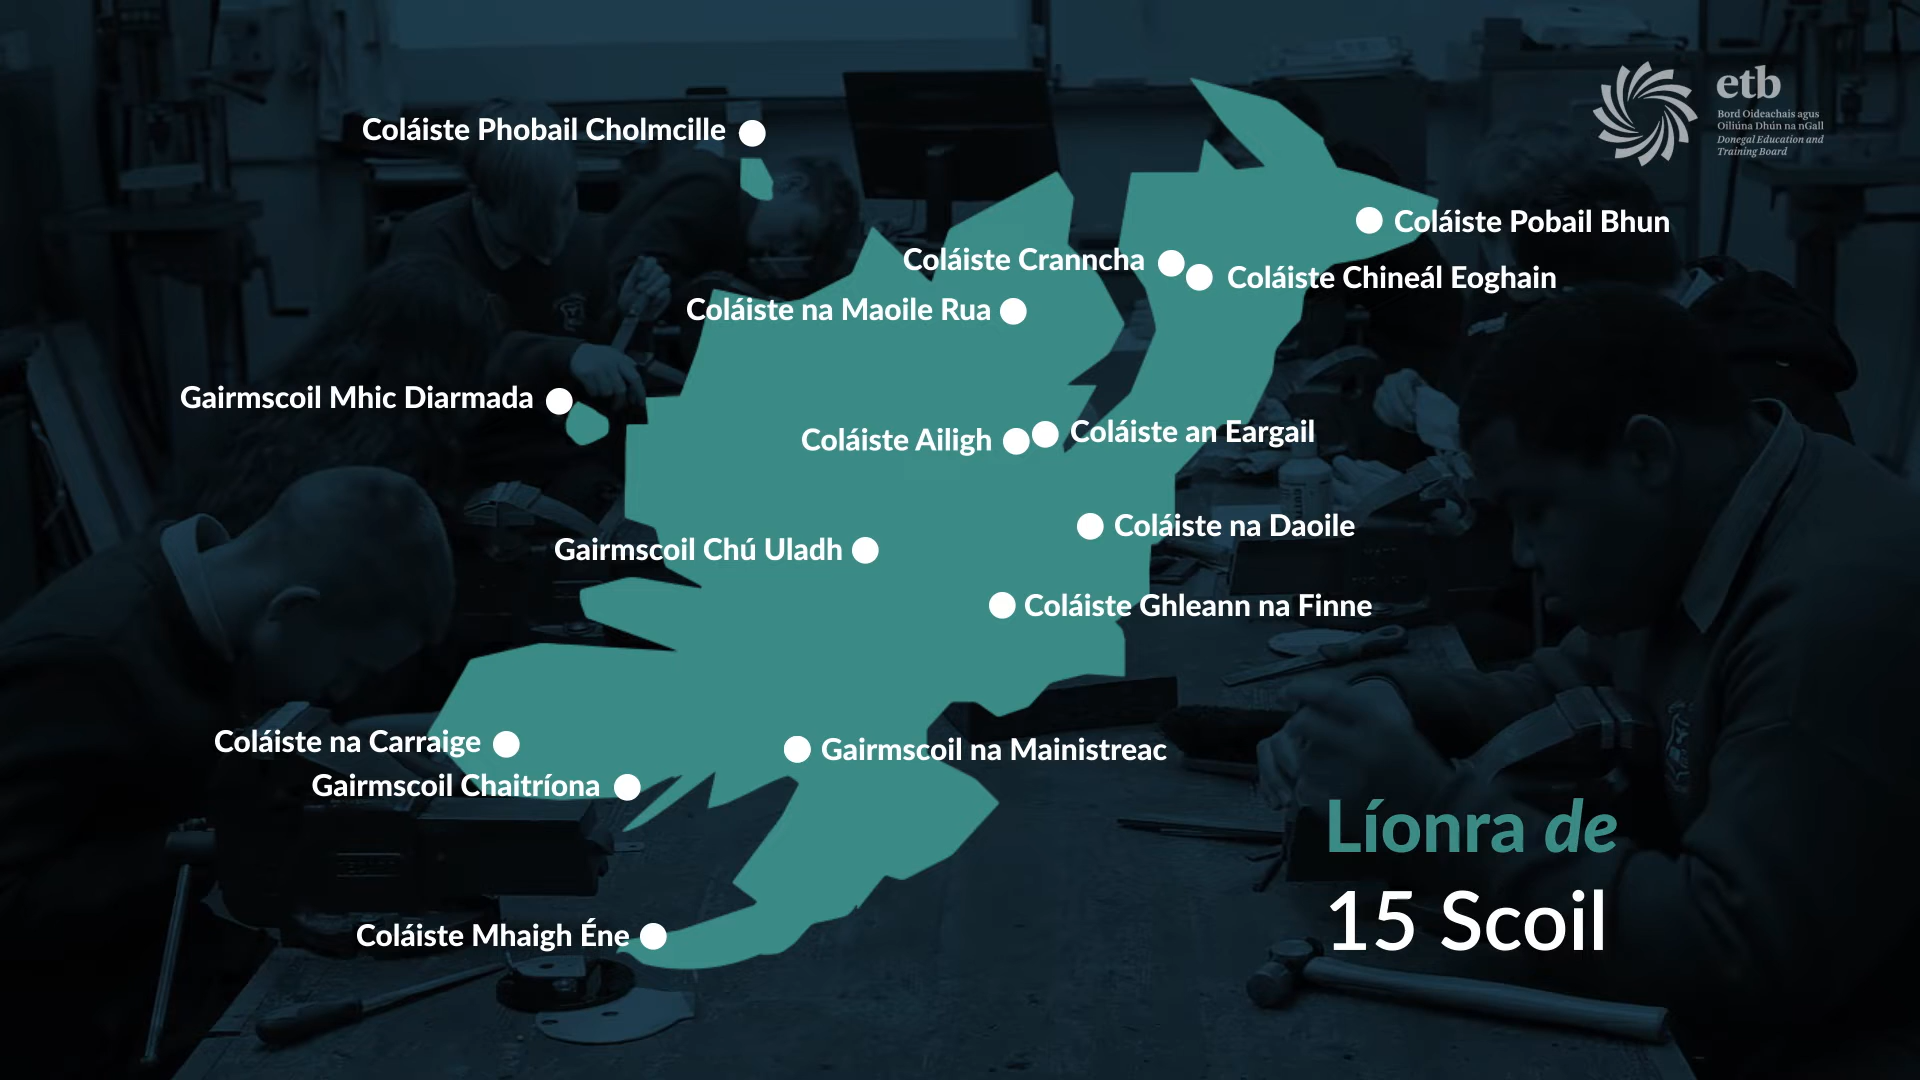 etb
Bord Oideachais agus
Oiliúna Dhún na nGall
Donegal Education and
Training Board
Coláiste Phobail Cholmcille
Coláiste Pobail Bhun
Coláiste Cranncha
Coláiste Chineál Eoghain
Coláiste na Maoile Rua
Gairmscoil Mhic Diarmada
Coláiste Ailigh
Coláiste an Eargail
Coláiste na Daoile
Gairmscoil Chú Uladh
Coláiste Ghleann na Finne
Coláiste na Carraige
Gairmscoil na Mainistreac
Gairmscoil Chaitríona
Líonra de
15 Scoil
Coláiste Mhaigh Éne